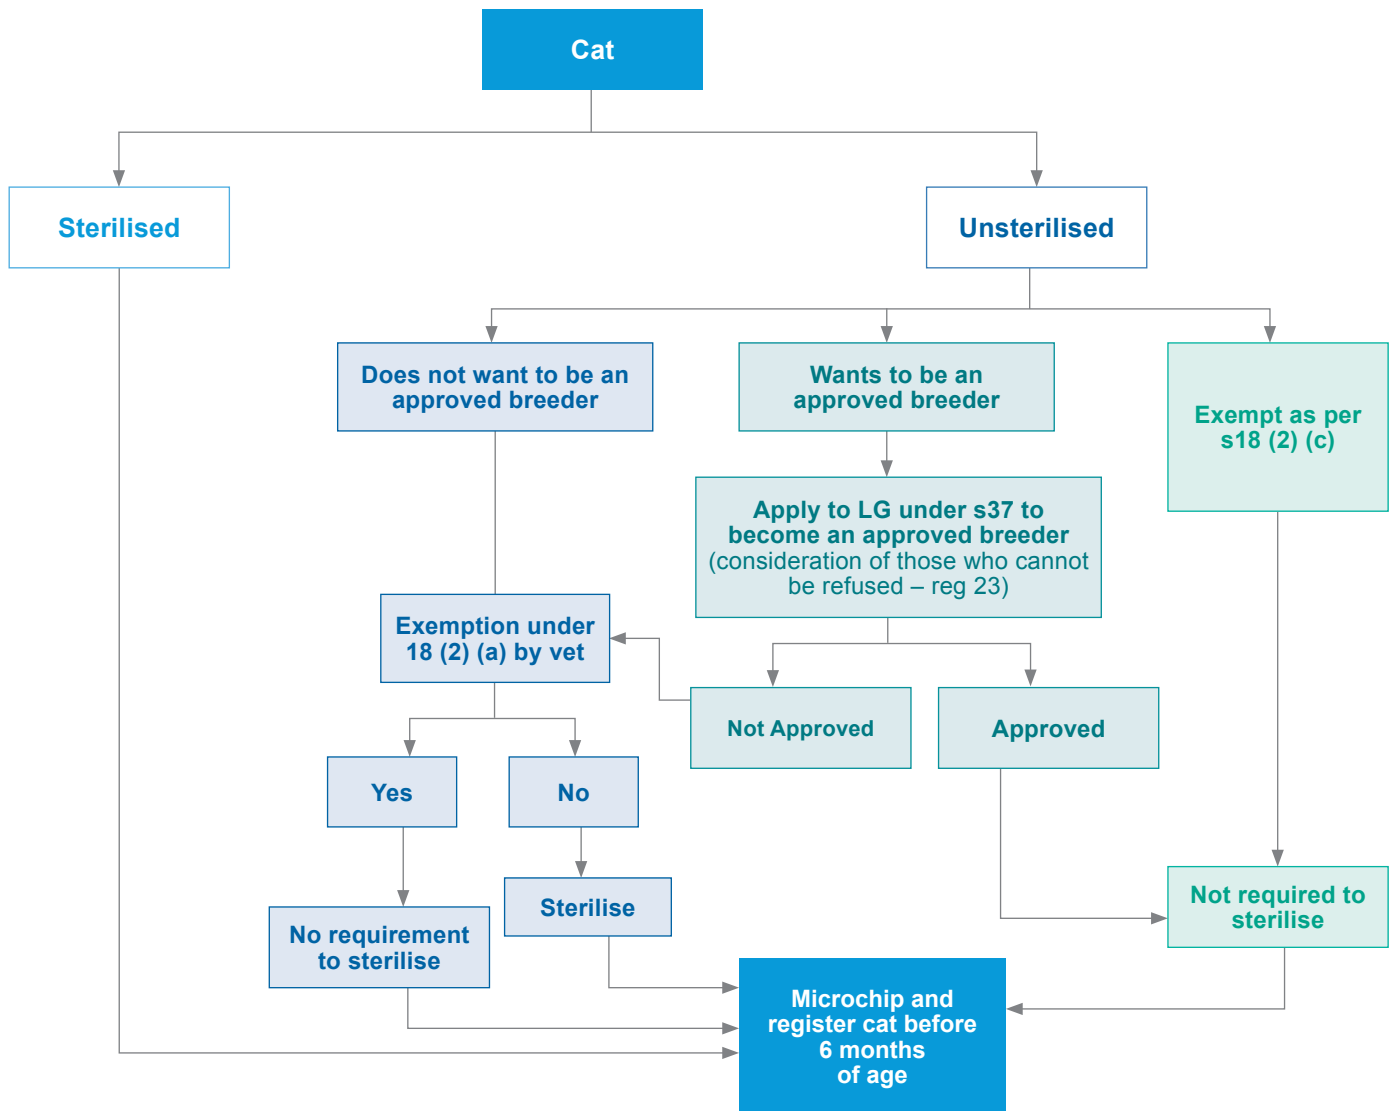 Cat
Sterilised
Unsterilised
Does not want to be an
approved breeder
Wants to be an
approved breeder
Exempt as per
s18 (2) (c)
Apply to LG under s37 to
become an approved breeder
(consideration of those who cannot
be refused – reg 23)
Exemption under
18 (2) (a) by vet
Not Approved
Approved
Yes
No
Sterilise
No requirement
to sterilise
Not required to
sterilise
Microchip and
register cat before
6 months
of age